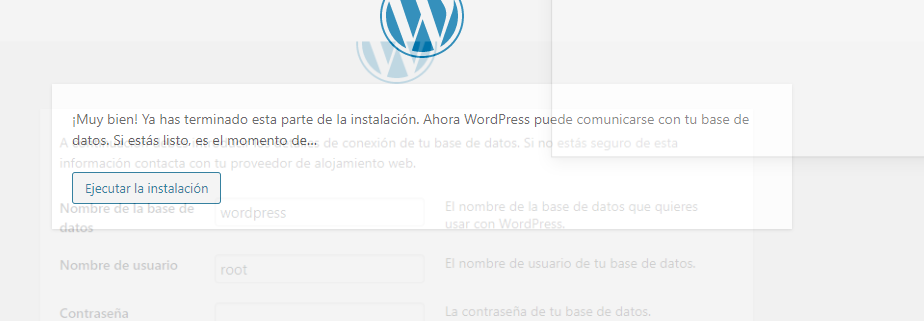 ¡Muy bien! Ya has terminado esta parte de la instalación. Ahora WordPress puede comunicarse con tu base de
datos. Si estás listo, es el momento de...
Ejecutar la instalación
de conexión de tu base de datos. Si no estás seguro de esta
información contacta con tu proveedor de alojamiento web.
Nombre de la base de
datos
wordpress
El nombre de la base de datos que quieres
usar con WordPress.
Nombre de usuario
root
El nombre de usuario de tu base de datos.
Contraseña
La contraseña de tu base de datos.